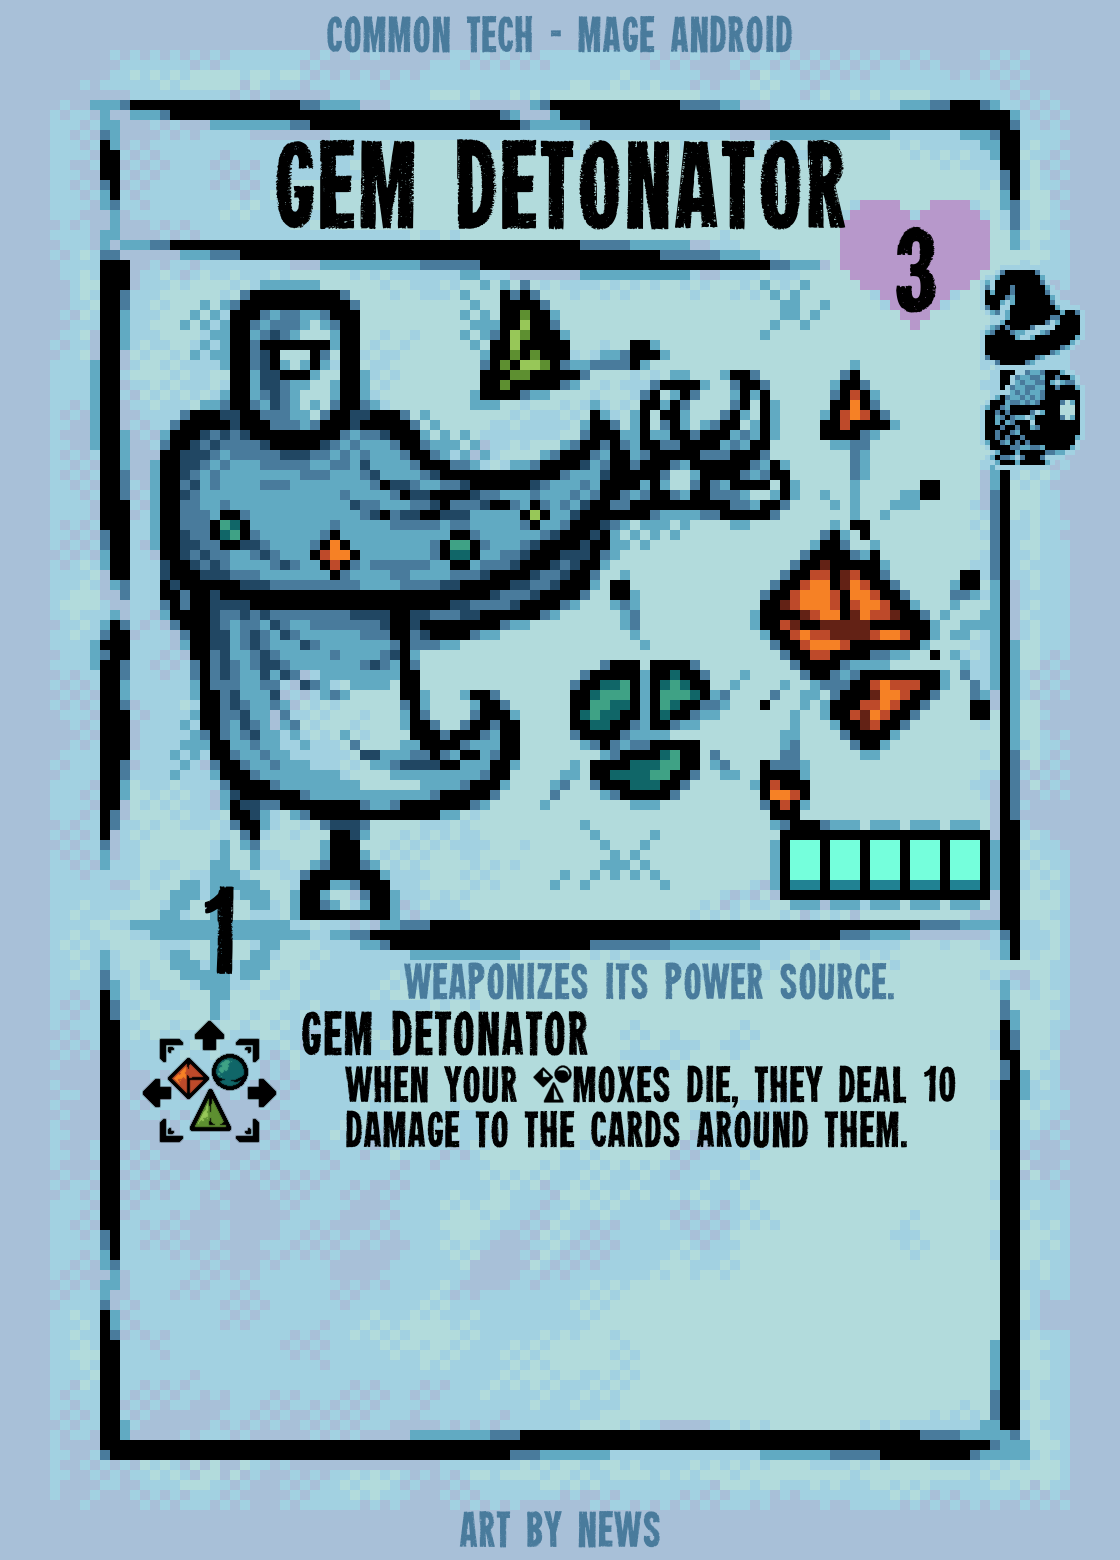 COMMON TECH - MAGE ANDROID
GEM DETONATOR
3
1
WEAPONIZES ITS POWER SOURCE.
GEM DETONATOR
WHEN YOUR MOXES DIE, THEY DEAL 10
DAMAGE TO THE CARDS AROUND THEM.
ART BY NEWS